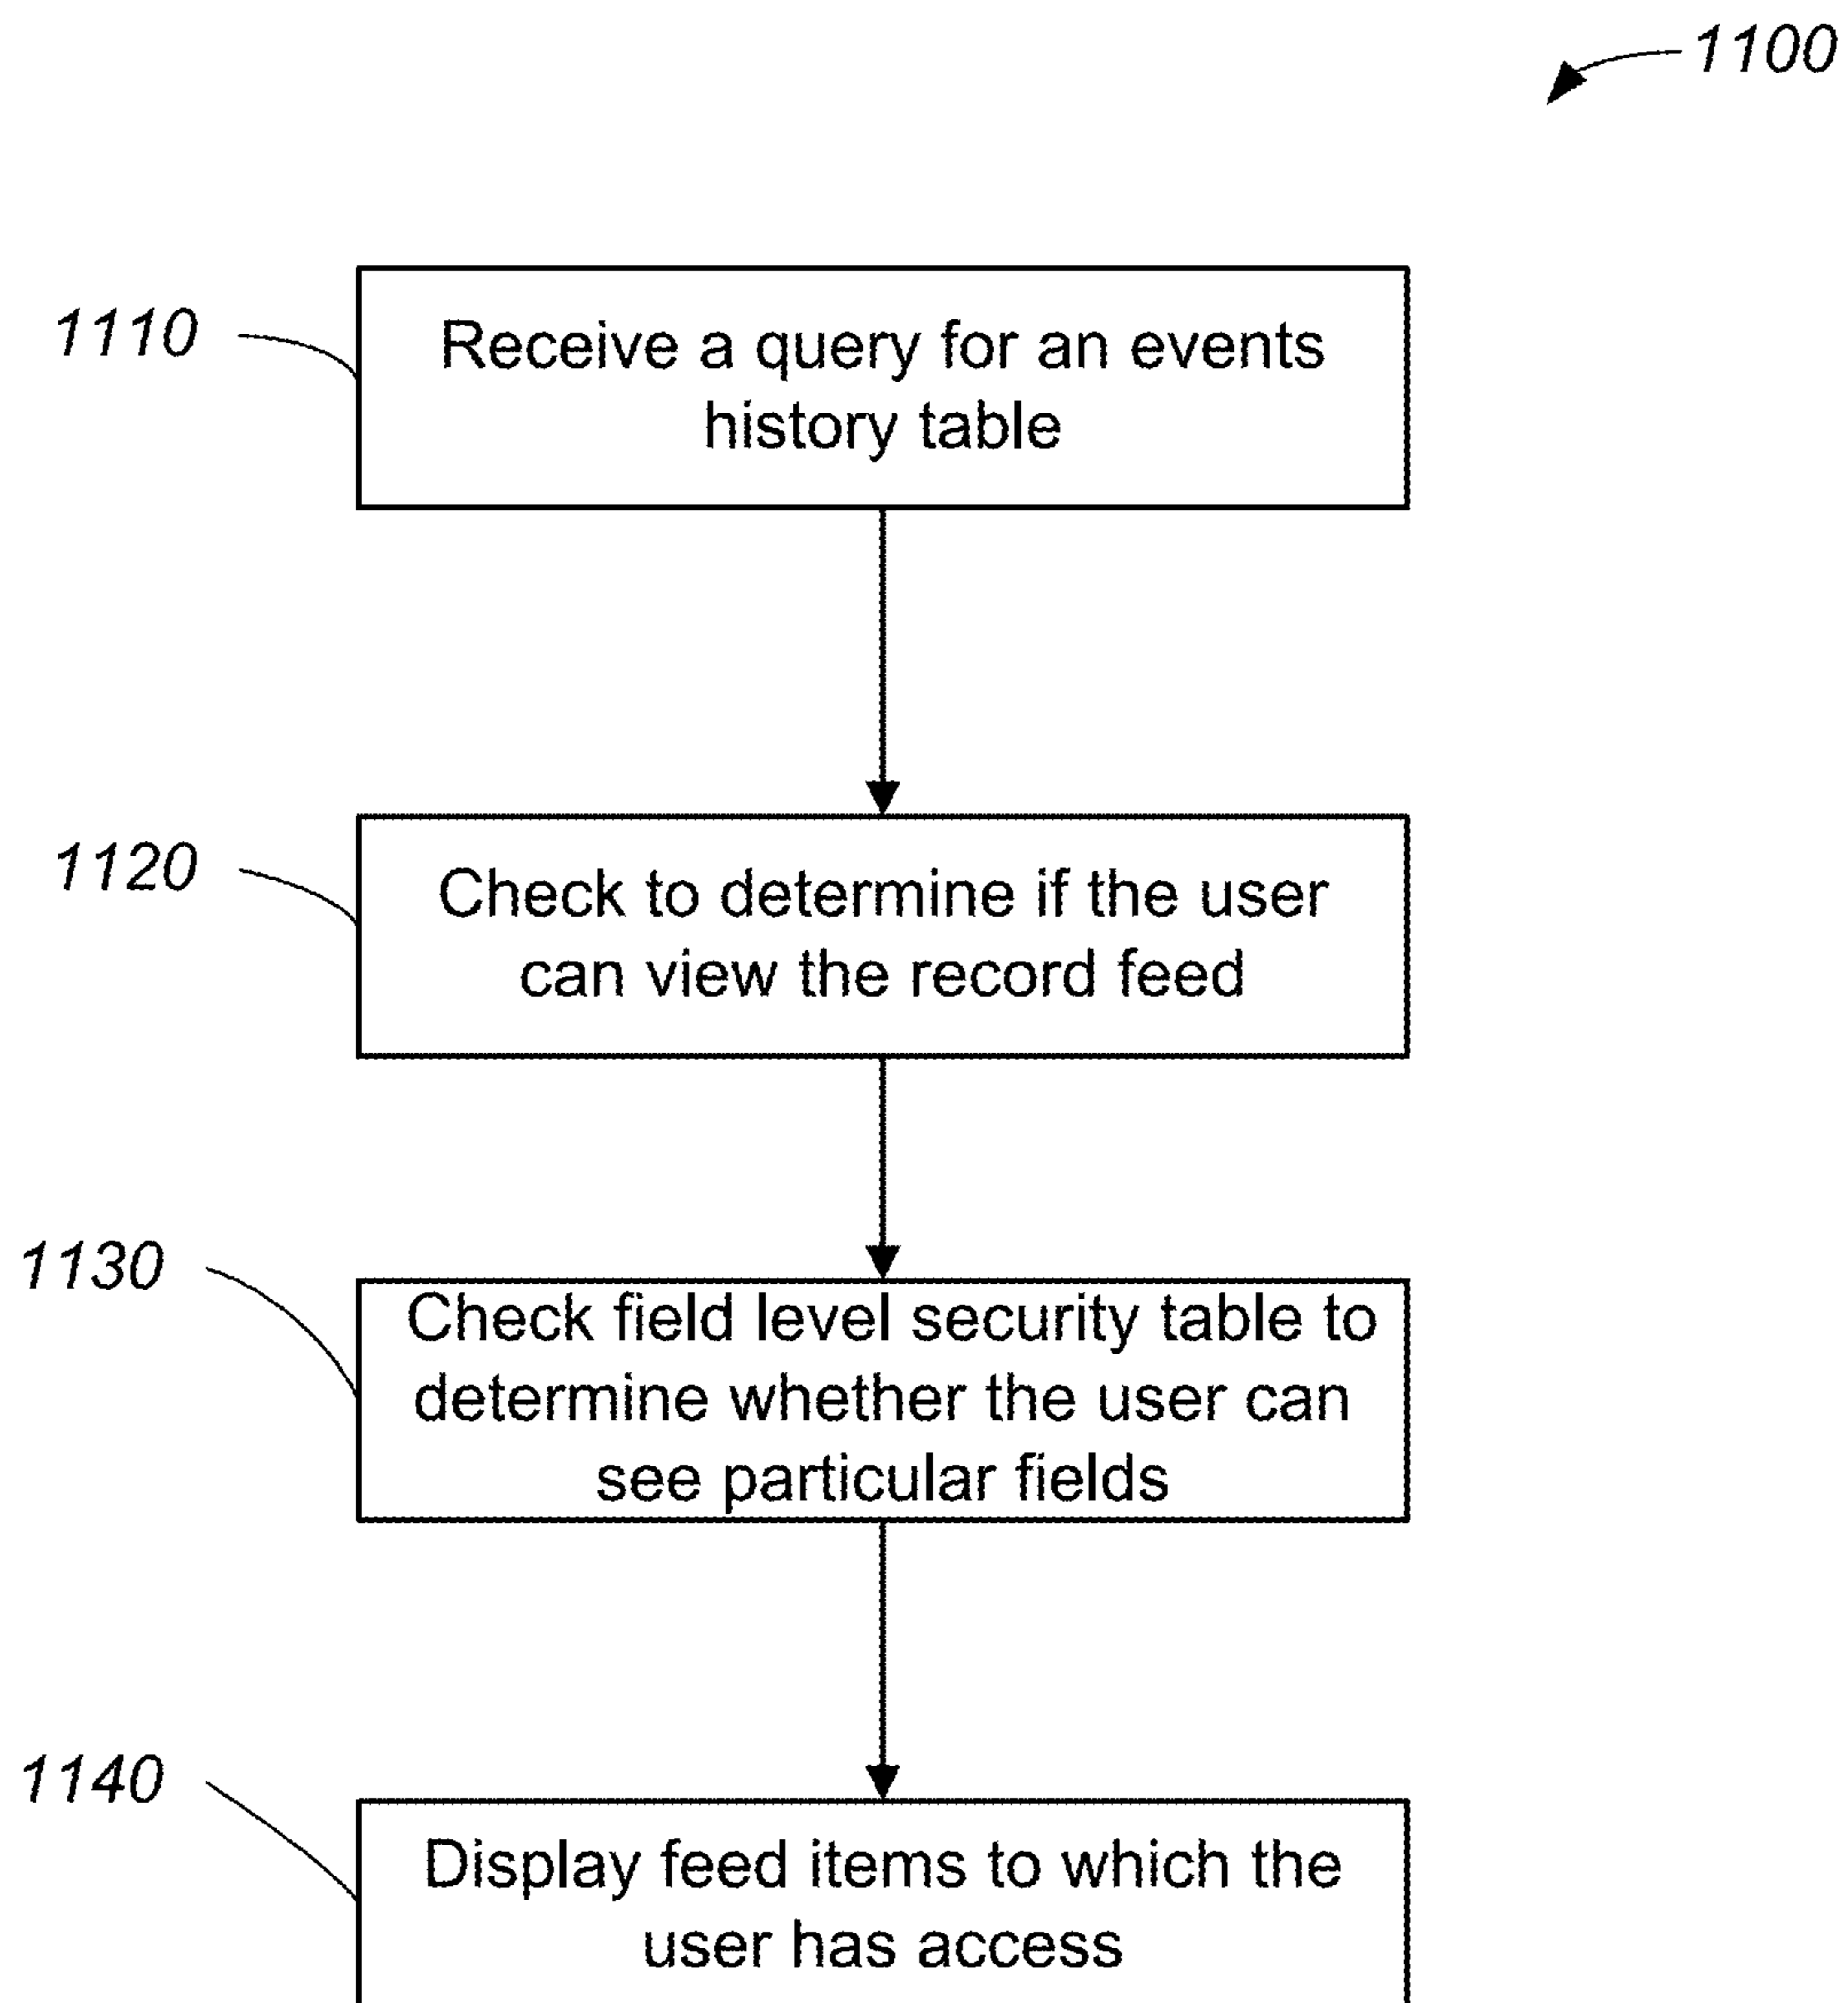 1100
1110
Receive a query for an events
history table
1120
Check to determine if the user
can view the record feed
1130
Check field level security table to
determine whether the user can
see particular fields
1140
Display feed items to which the
user has access